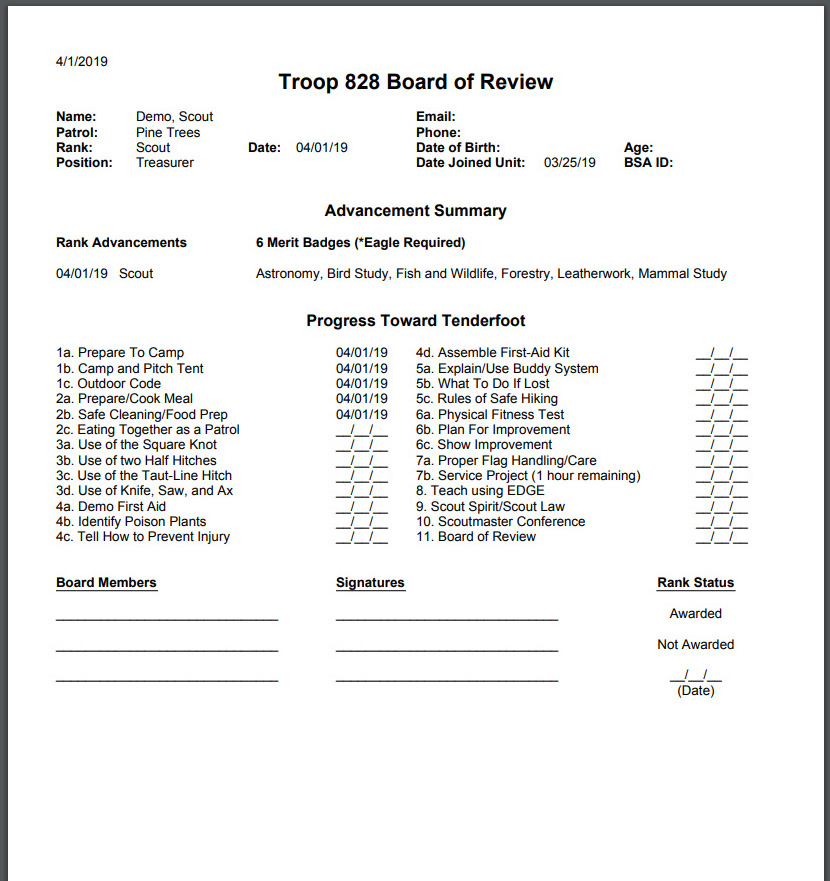 4/1/2019
Troop 828 Board of Review
Name: Demo, Scout Email:
Patrol: Pine Trees Phone:
Rank: Scout Date: 04/01/19 Date of Birth: Age:
Position: Treasurer Date Joined Unit: 03/25/19 BSA ID:
Advancement Summary
Rank Advancements 6 Merit Badges (*Eagle Required)
04/01/19 Scout Astronomy, Bird Study, Fish and Wildlife, Forestry, Leatherwork, Mammal Study
Progress Toward Tenderfoot
1a. Prepare To Camp 04/01/19 4d. Assemble First-Aid Kit __/__/__
1b. Camp and Pitch Tent 04/01/19 5a. Explain/Use Buddy System __/__/__
1c. Outdoor Code 04/01/19 5b. What To Do If Lost __/__/__
2a. Prepare/Cook Meal 04/01/19 5c. Rules of Safe Hiking __/__/__
2b. Safe Cleaning/Food Prep 04/01/19 6a. Physical Fitness Test __/__/__
2c. Eating Together as a Patrol __/__/__ 6b. Plan For Improvement __/__/__
3a. Use of the Square Knot __/__/__ 6c. Show Improvement __/__/__
3b. Use of two Half Hitches __/__/__ 7a. Proper Flag Handling/Care __/__/__
3c. Use of the Taut-Line Hitch __/__/__ 7b. Service Project (1 hour remaining) __/__/__
3d. Use of Knife, Saw, and Ax __/__/__ 8. Teach using EDGE __/__/__
4a. Demo First Aid __/__/__ 9. Scout Spirit/Scout Law __/__/__
4b. Identify Poison Plants __/__/__ 10. Scoutmaster Conference __/__/__
4c. Tell How to Prevent Injury __/__/__ 11. Board of Review __/__/__
Board Members Signatures Rank Status
Awarded
Not Awarded
__/__/__
(Date)